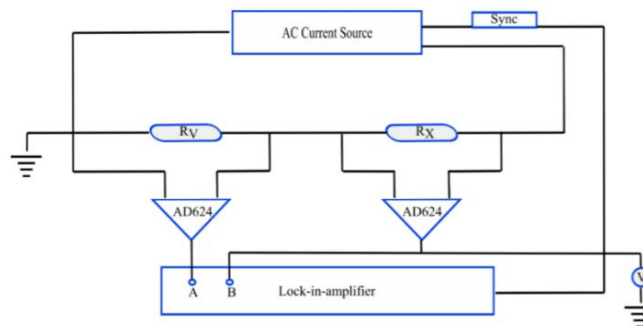 AC Current Source
Sync
RV
RX
AD624
AD624
A
B
Lock-in-amplifier
V